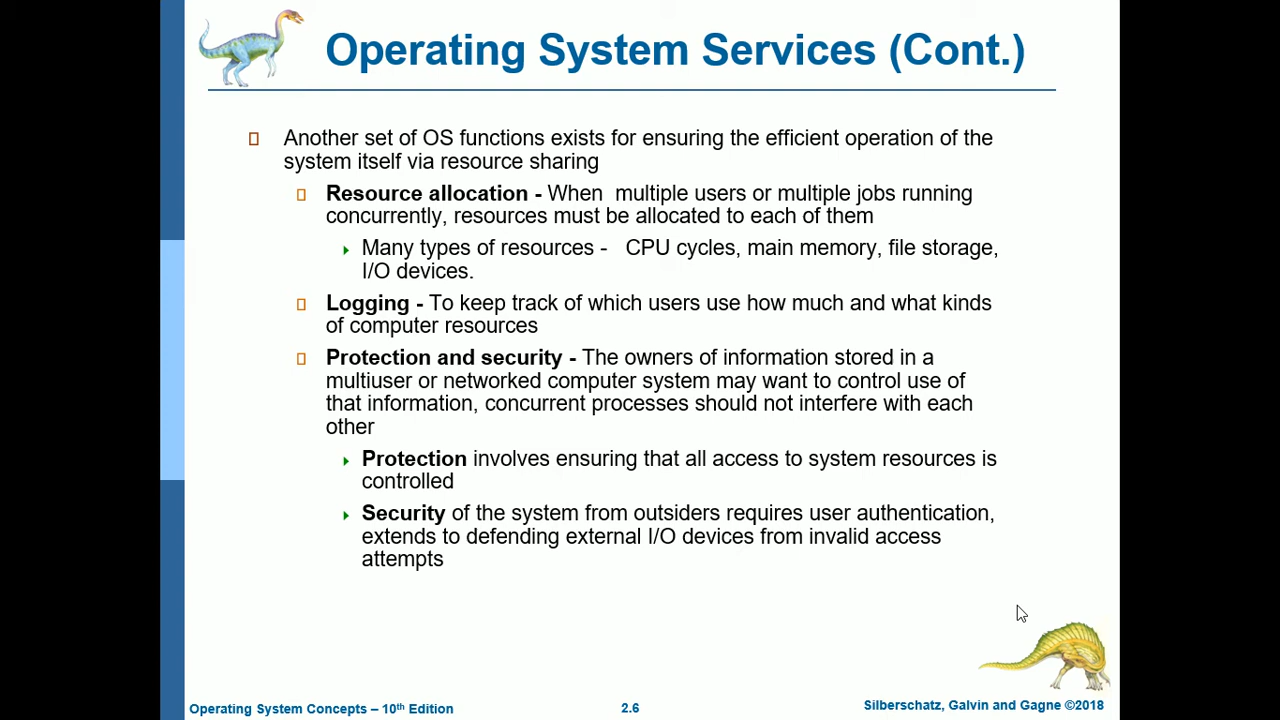 Operating System Services (Cont.)
Another set of OS functions exists for ensuring the efficient operation of the
system itself via resource sharing
Resource allocation - When multiple users or multiple jobs running
concurrently, resources must be allocated to each of them
Many types of resources - CPU cycles, main memory, file storage,
I/O devices.
Logging - To keep track of which users use how much and what kinds
of computer resources
Protection and security - The owners of information stored in a
multiuser or networked computer system may want to control use of
that information, concurrent processes should not interfere with each
other
Protection involves ensuring that all access to system resources is
controlled
Security of the system from outsiders requires user authentication,
extends to defending external I/O devices from invalid access
attempts
Operating System Concepts – 10th Edition
2.6
Silberschatz, Galvin and Gagne ©2018